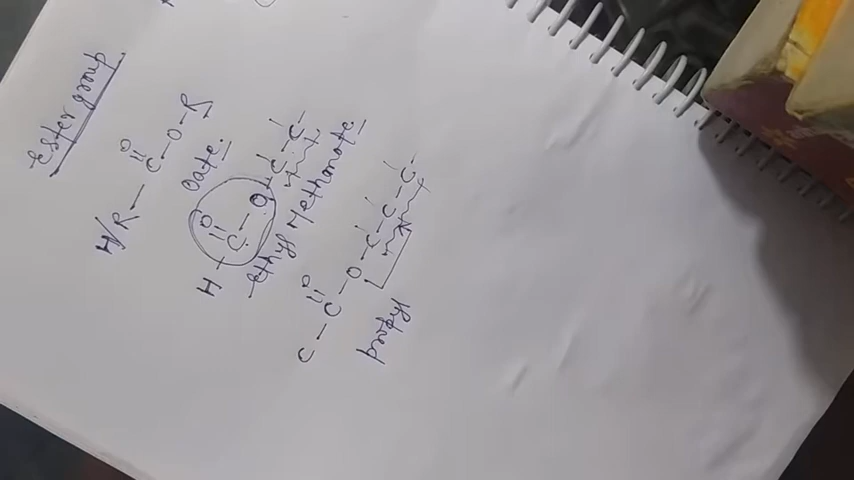 Ester group
O
H/R — C — O — R
Oate.
O
H — C — O — C — C —
ethyl Methanoate.
O
C — C — O — C — C — C —
propyl